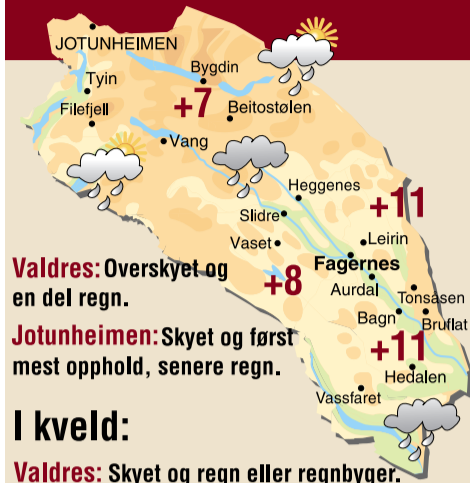 JOTUNHEIMEN
Bygdin
Tyin
+7
Filefjell
Beitostølen
Vang
Heggenes
+11
Slidre
Vaset
Leirin
Fagernes
Valdres: Overskyet og
en del regn.
+8
Aurdal
Tonsåsen
Bagn
Bruflat
Jotunheimen: Skyet og først
mest opphold, senere regn.
+11
Hedalen
Vassfaret
I kveld:
Valdres: Skyet og regn eller regnbyger.